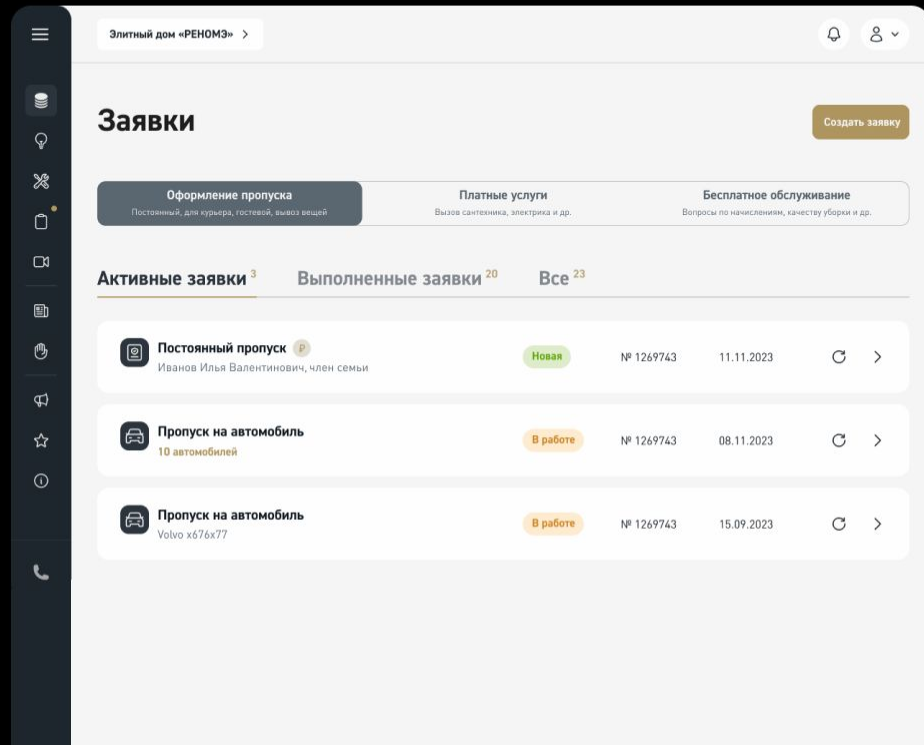 Элитный дом «РЕНОМЭ»
Заявки
Создать заявку
Оформление пропуска
Постоянный, для курьера, гостевой, вывоз вещей
Платные услуги
Вызов сантехника, электрика и др.
Бесплатное обслуживание
Вопросы по начислениям, качеству уборки и др.
Активные заявки 3
Выполненные заявки 20
Все 23
Постоянный пропуск ₽
Иванов Илья Валентинович, член семьи
Новая
№ 1269743
11.11.2023
Пропуск на автомобиль
10 автомобилей
В работе
№ 1269743
08.11.2023
Пропуск на автомобиль
Volvo x676x77
В работе
№ 1269743
15.09.2023